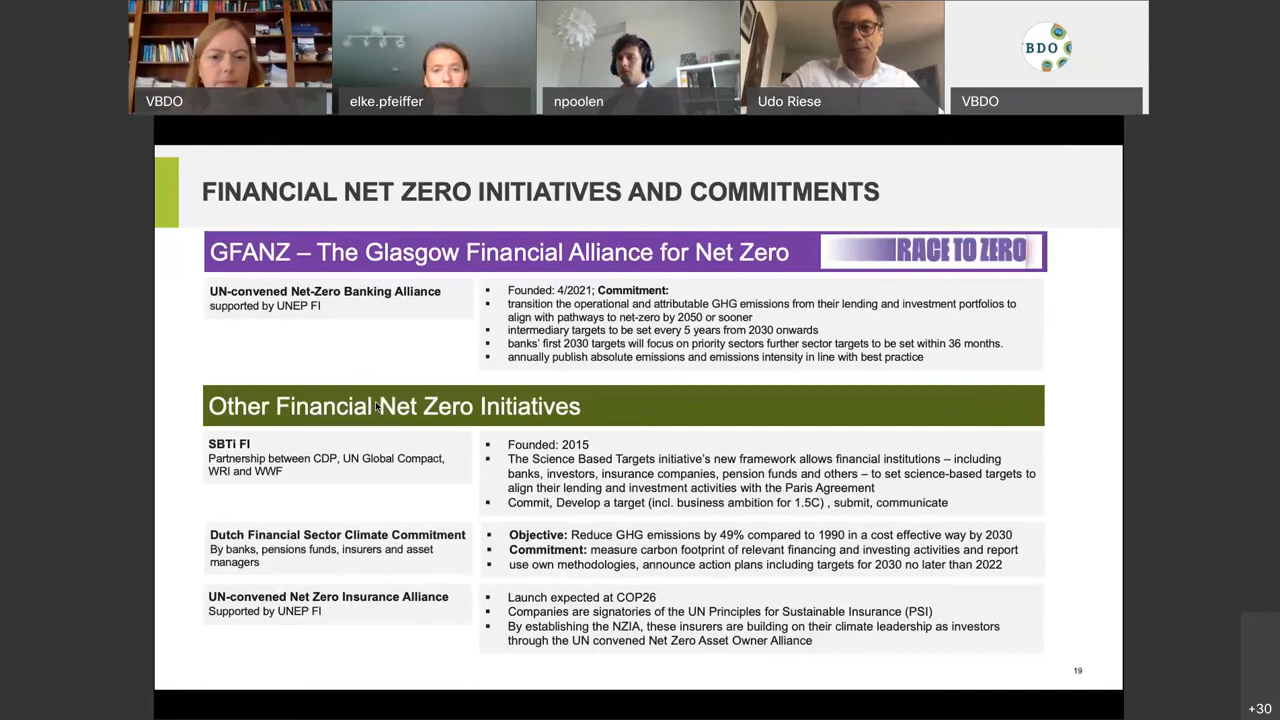 VBDO
elke.pfeiffer
npoolen
Udo Riese
BDO
VBDO
FINANCIAL NET ZERO INITIATIVES AND COMMITMENTS
GFANZ – The Glasgow Financial Alliance for Net Zero
RACE TO ZERO
UN-convened Net-Zero Banking Alliance
supported by UNEP FI
▪ Founded: 4/2021; Commitment:
▪ transition the operational and attributable GHG emissions from their lending and investment portfolios to
align with pathways to net-zero by 2050 or sooner
▪ intermediary targets to be set every 5 years from 2030 onwards
▪ banks’ first 2030 targets will focus on priority sectors further sector targets to be set within 36 months.
▪ annually publish absolute emissions and emissions intensity in line with best practice
Other Financial Net Zero Initiatives
SBTi FI
Partnership between CDP, UN Global Compact,
WRI and WWF
▪ Founded: 2015
▪ The Science Based Targets initiative’s new framework allows financial institutions – including
banks, investors, insurance companies, pension funds and others – to set science-based targets to
align their lending and investment activities with the Paris Agreement
▪ Commit, Develop a target (incl. business ambition for 1.5C) , submit, communicate
Dutch Financial Sector Climate Commitment
By banks, pensions funds, insurers and asset
managers
▪ Objective: Reduce GHG emissions by 49% compared to 1990 in a cost effective way by 2030
▪ Commitment: measure carbon footprint of relevant financing and investing activities and report
▪ use own methodologies, announce action plans including targets for 2030 no later than 2022
UN-convened Net Zero Insurance Alliance
Supported by UNEP FI
▪ Launch expected at COP26
▪ Companies are signatories of the UN Principles for Sustainable Insurance (PSI)
▪ By establishing the NZIA, these insurers are building on their climate leadership as investors
through the UN convened Net Zero Asset Owner Alliance
19
+30